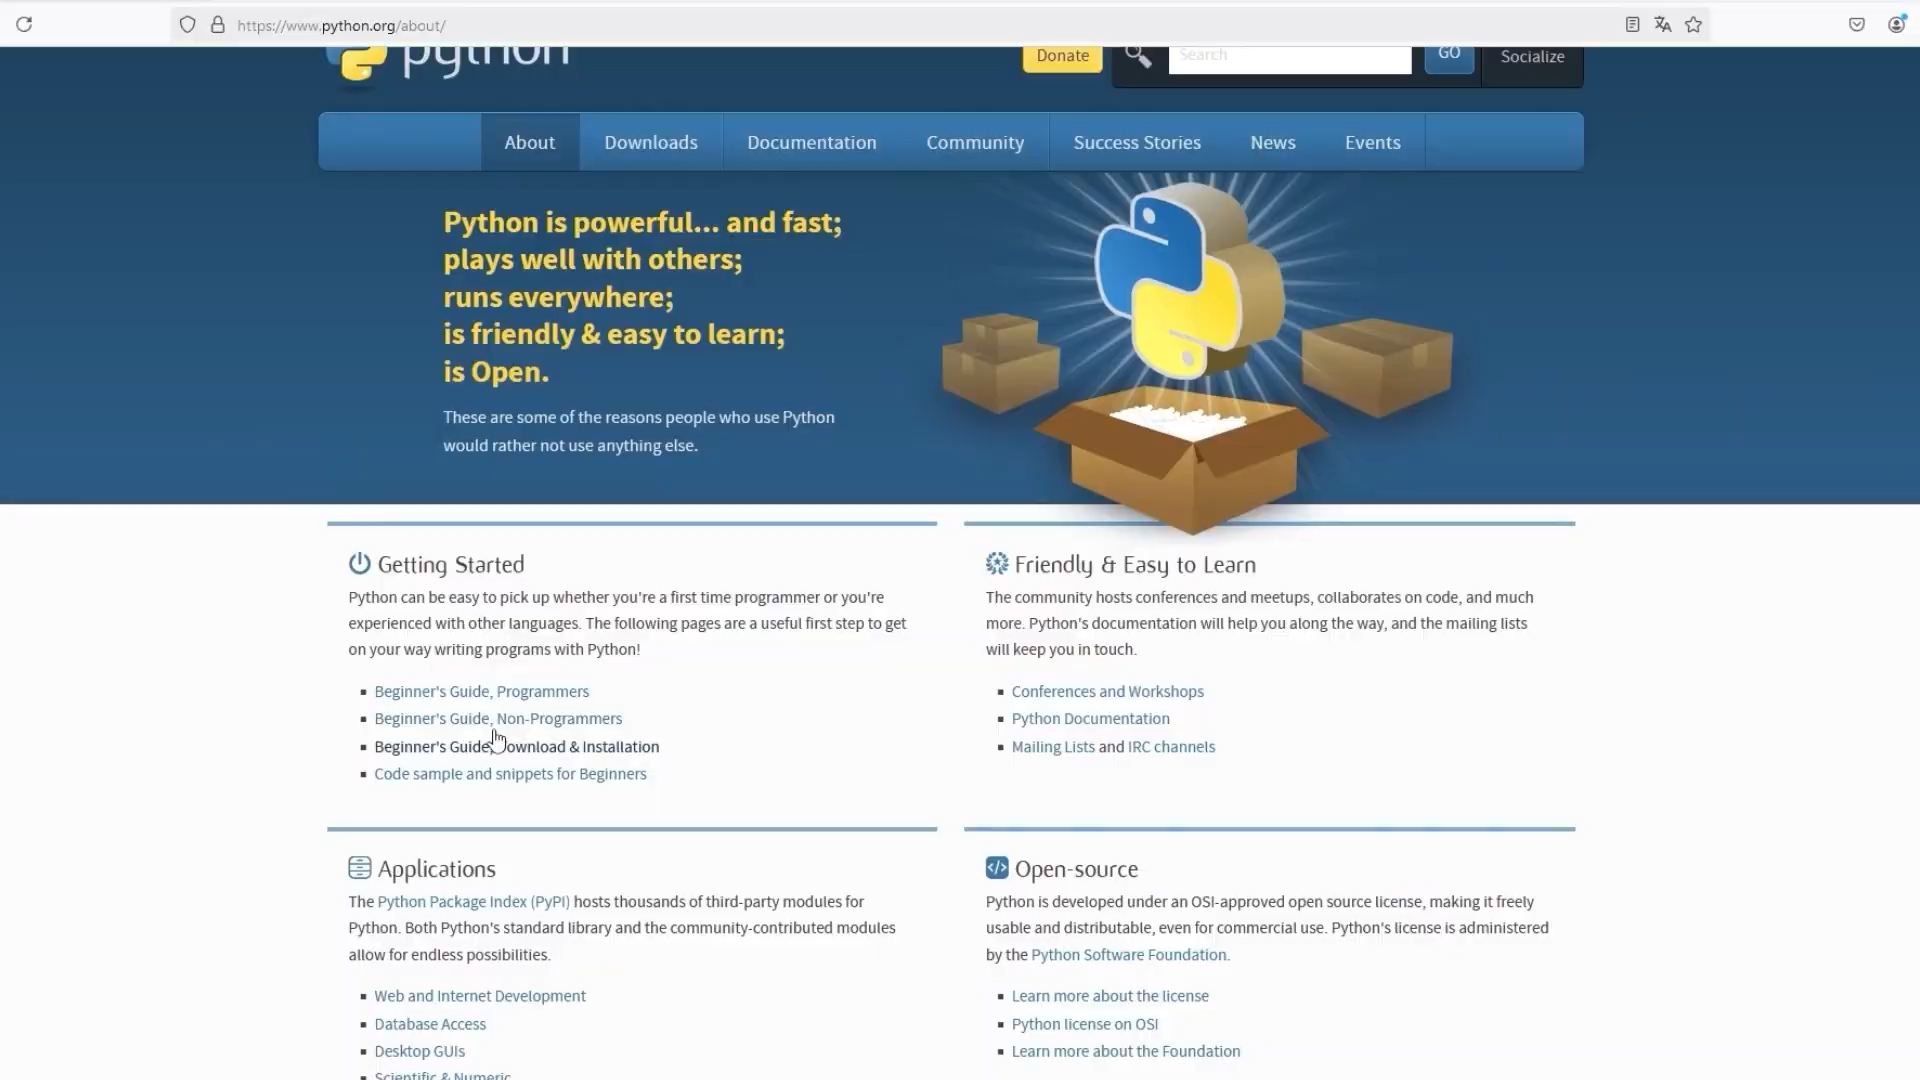 https://www.python.org/about/
python
Donate
Search
GO
Socialize
About
Downloads
Documentation
Community
Success Stories
News
Events
Python is powerful... and fast;
plays well with others;
runs everywhere;
is friendly & easy to learn;
is Open.
These are some of the reasons people who use Python
would rather not use anything else.
Getting Started
Python can be easy to pick up whether you're a first time programmer or you're
experienced with other languages. The following pages are a useful first step to get
on your way writing programs with Python!
Beginner's Guide, Programmers
Beginner's Guide, Non-Programmers
Beginner's Guide, Download & Installation
Code sample and snippets for Beginners
Friendly & Easy to Learn
The community hosts conferences and meetups, collaborates on code, and much
more. Python's documentation will help you along the way, and the mailing lists
will keep you in touch.
Conferences and Workshops
Python Documentation
Mailing Lists and IRC channels
Applications
The Python Package Index (PyPI) hosts thousands of third-party modules for
Python. Both Python's standard library and the community-contributed modules
allow for endless possibilities.
Web and Internet Development
Database Access
Desktop GUIs
Scientific & Numeric
Open-source
Python is developed under an OSI-approved open source license, making it freely
usable and distributable, even for commercial use. Python's license is administered
by the Python Software Foundation.
Learn more about the license
Python license on OSI
Learn more about the Foundation